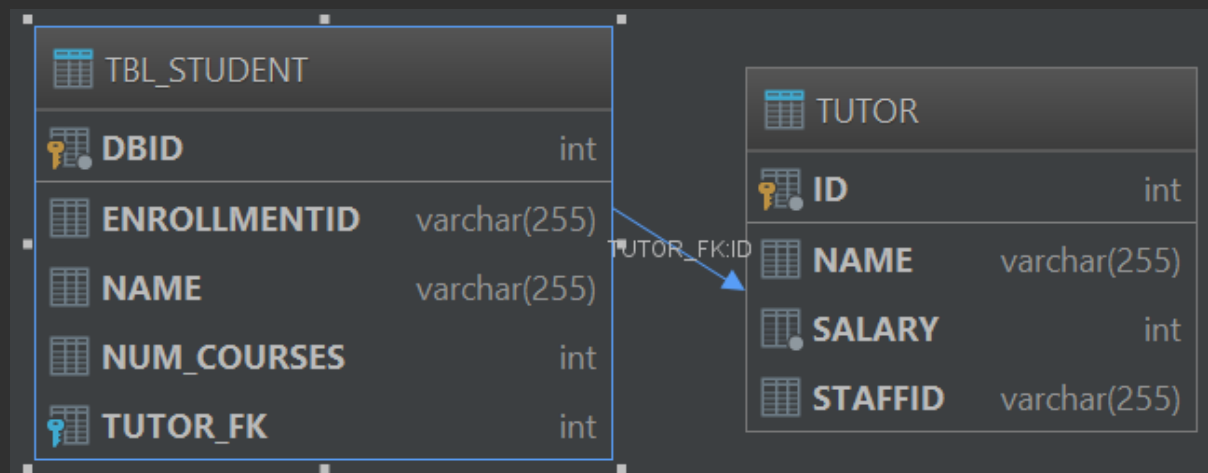 TBL_STUDENT
DBID int
ENROLLMENTID varchar(255)
NAME varchar(255)
NUM_COURSES int
TUTOR_FK int
TUTOR_FK:ID
TUTOR
ID int
NAME varchar(255)
SALARY int
STAFFID varchar(255)